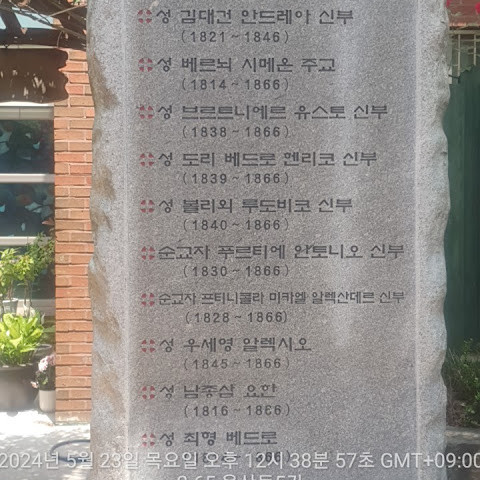 성 김대건 안드레아 신부
(1821~1846)
성 베르뇌 시메온 주교
(1814~1866)
성 브르트니에르 유스토 신부
(1838~1866)
성 도리 베드로 헨리코 신부
(1839~1866)
성 볼리외 루도비코 신부
(1840~1866)
순교자 푸르티에 안토니오 신부
(1830~1866)
순교자 프티니콜라 미카엘 알렉산데르 신부
(1828~1866)
성 우세영 알렉시오
(1845~1866)
성 남종삼 요한
(1816~1866)
성 최형 베드로
2024년 5월 23일 목요일 오후 12시 38분 57초 GMT+09:00